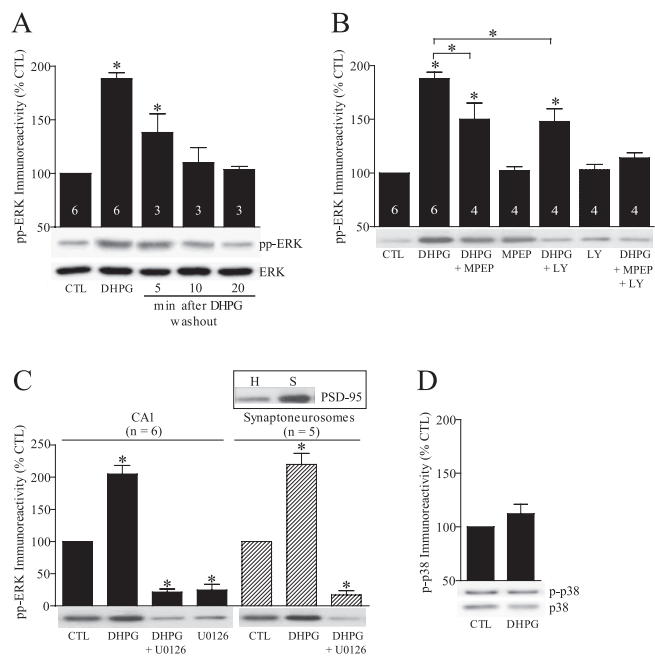 A
pp-ERK Immunoreactivity (% CTL)
200
150
100
50
*
*
6 6 3 3 3
pp-ERK
ERK
CTL DHPG 5 10 20
min after DHPG
washout
B
pp-ERK Immunoreactivity (% CTL)
200
150
100
50
*
*
*
*
*
6 6 4 4 4 4 4
CTL DHPG DHPG MPEP DHPG LY DHPG
+ MPEP + LY + MPEP
+ LY
C
H S
PSD-95
CA1 Synaptoneurosomes
(n = 6) (n = 5)
pp-ERK Immunoreactivity (% CTL)
250
200
150
100
50
0
*
*
*
*
*
CTL DHPG DHPG U0126 CTL DHPG DHPG
+ U0126 + U0126
D
p-p38 Immunoreactivity (% CTL)
200
150
100
50
p-p38
p38
CTL DHPG